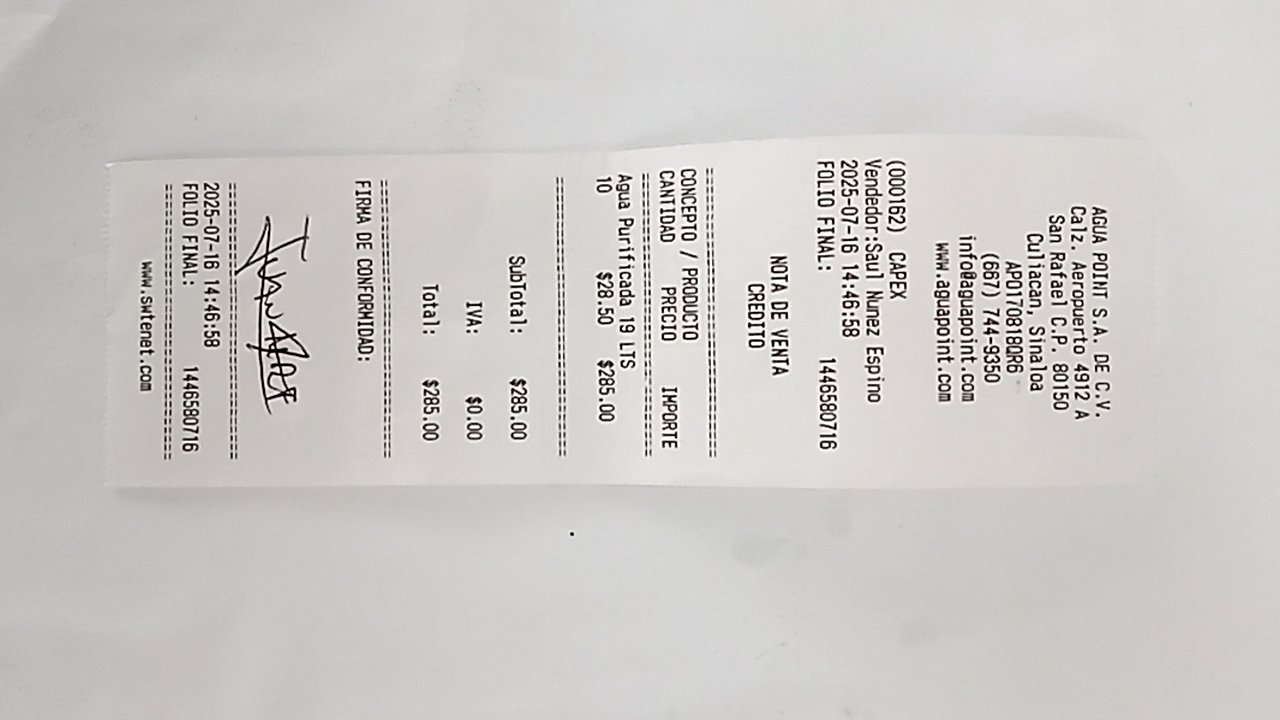 AGUA POINT S.A. DE C.V.
Calz. Aeropuerto 4912 A
San Rafael C.P. 80150
Culiacan, Sinaloa
APO170818QR6
(667) 744-9350
info@aguapoint.com
www.aguapoint.com
(000162) CAPEX
Vendedor:Saul Nunez Espino
2025-07-16 14:46:58
FOLIO FINAL: 1446580716
NOTA DE VENTA
CREDITO
==============================
CONCEPTO / PRODUCTO
CANTIDAD PRECIO IMPORTE
==============================
Agua Purificada 19 LTS
10 $28.50 $285.00
==============================
SubTotal: $285.00
IVA: $0.00
Total: $285.00
==============================
FIRMA DE CONFORMIDAD:
==============================
2025-07-16 14:46:58
FOLIO FINAL: 1446580716
==============================
www.swtenet.com